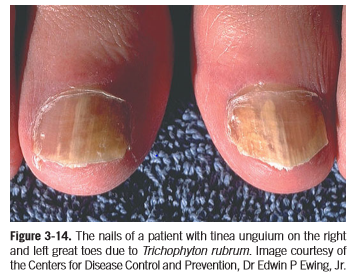 Figure 3-14. The nails of a patient with tinea unguium on the right
and left great toes due to Trichophyton rubrum. Image courtesy of
the Centers for Disease Control and Prevention, Dr Edwin P Ewing, Jr.